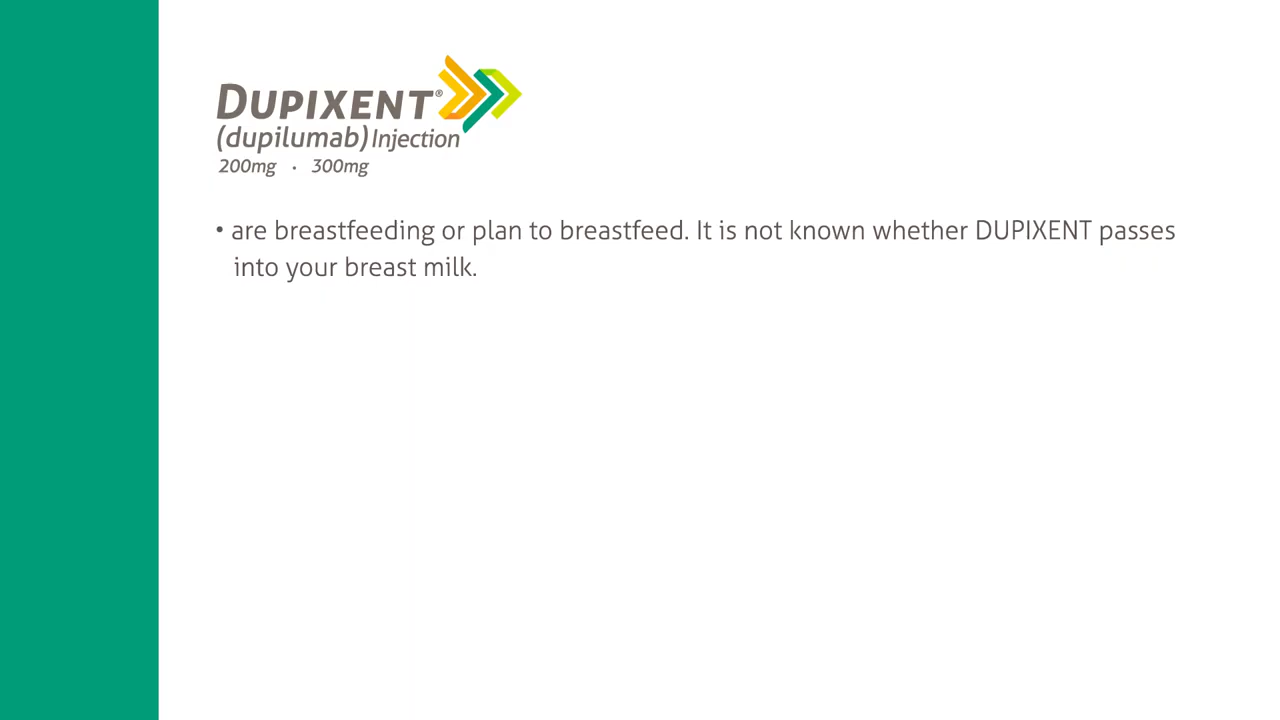 DUPIXENT®
(dupilumab) Injection
200mg · 300mg
• are breastfeeding or plan to breastfeed. It is not known whether DUPIXENT passes
into your breast milk.